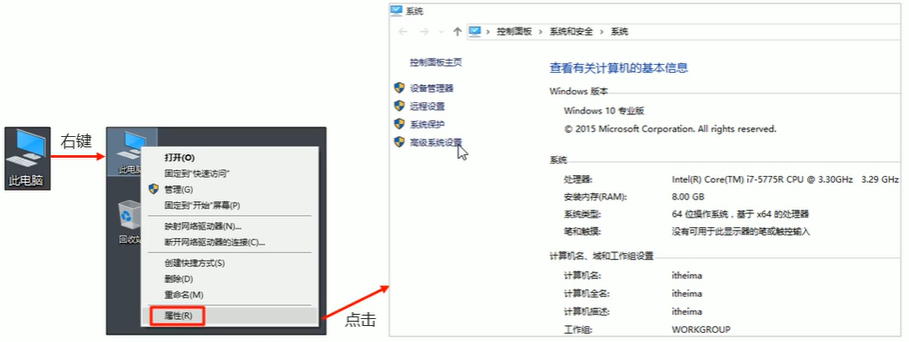 此电脑
右键
此电脑
回收站
打开(O)
固定到"快速访问"
管理(G)
固定到"开始"屏幕(P)
映射网络驱动器(N)...
断开网络驱动器的连接(C)...
创建快捷方式(S)
删除(D)
重命名(M)
属性(R)
点击
系统
控制面板 › 系统和安全 › 系统
控制面板主页
设备管理器
远程设置
系统保护
高级系统设置
查看有关计算机的基本信息
Windows 版本
Windows 10 专业版
© 2015 Microsoft Corporation. All rights reserved.
系统
处理器: Intel(R) Core(TM) i7-5775R CPU @ 3.30GHz 3.29 GHz
安装内存(RAM): 8.00 GB
系统类型: 64 位操作系统，基于 x64 的处理器
笔和触摸: 没有可用于此显示器的笔或触控输入
计算机名、域和工作组设置
计算机名: itheima
计算机全名: itheima
计算机描述: itheima
工作组: WORKGROUP